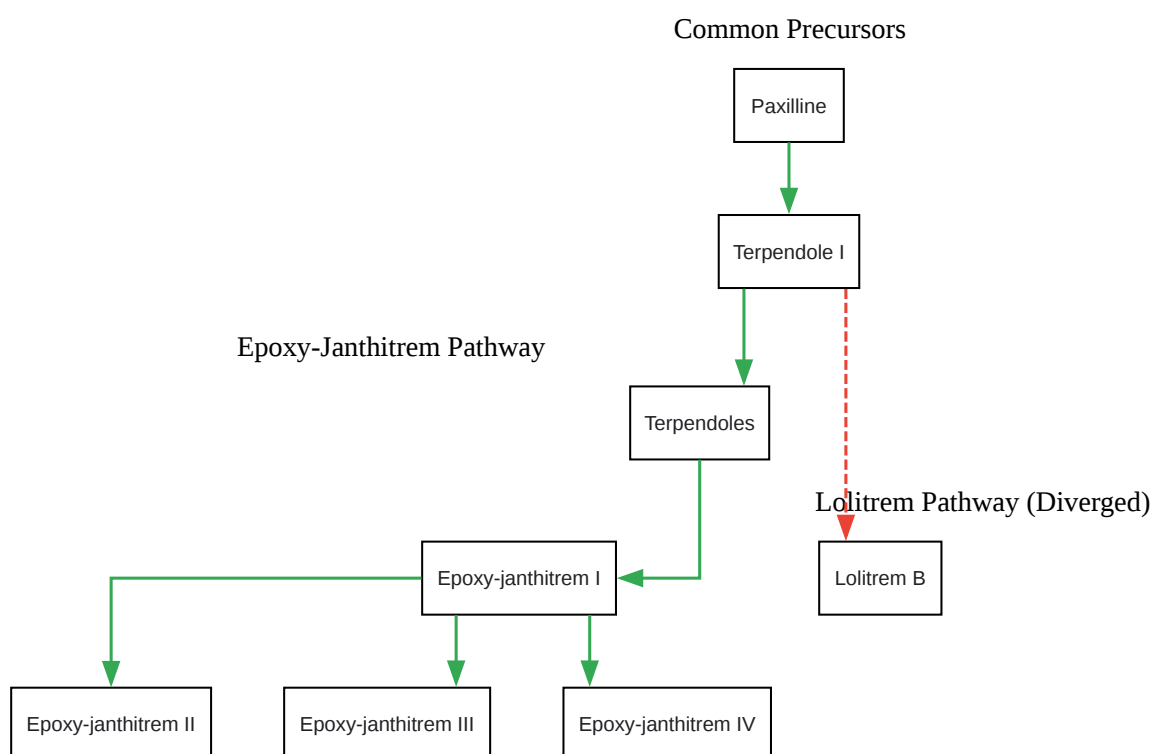 Common Precursors
Paxilline
Terpendole I
Epoxy-Janthitrem Pathway
Terpendoles
Lolitrem Pathway (Diverged)
Epoxy-janthitrem I
Lolitrem B
Epoxy-janthitrem II
Epoxy-janthitrem III
Epoxy-janthitrem IV